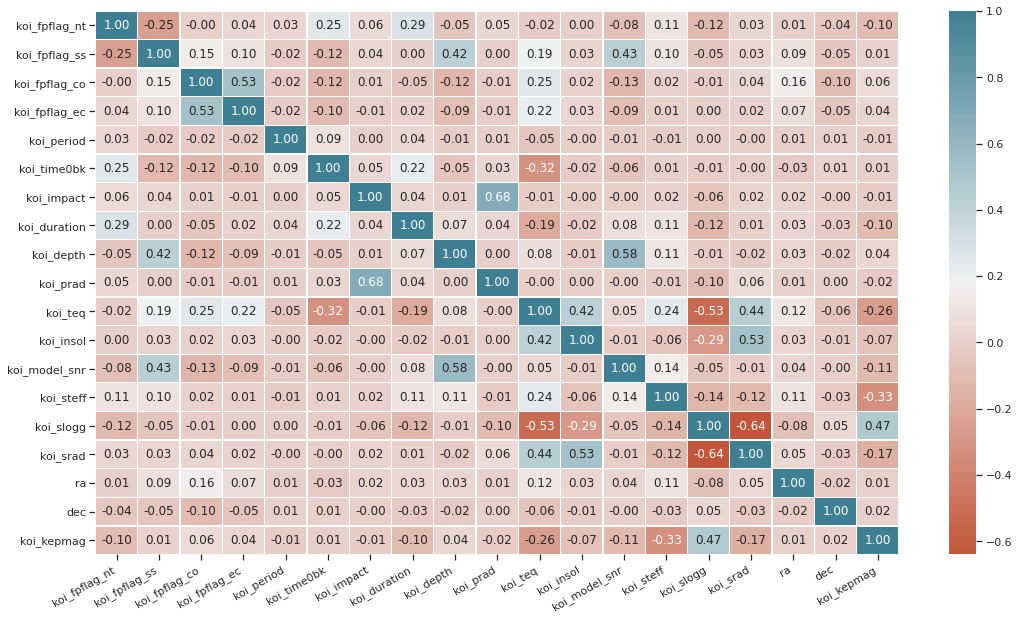 koi_fpflag_nt 1.00 -0.25 -0.00 0.04 0.03 0.25 0.06 0.29 -0.05 0.05 -0.02 0.00 -0.08 0.11 -0.12 0.03 0.01 -0.04 -0.10
koi_fpflag_ss -0.25 1.00 0.15 0.10 -0.02 -0.12 0.04 0.00 0.42 0.00 0.19 0.03 0.43 0.10 -0.05 0.03 0.09 -0.05 0.01
koi_fpflag_co -0.00 0.15 1.00 0.53 -0.02 -0.12 0.01 -0.05 -0.12 -0.01 0.25 0.02 -0.13 0.02 -0.01 0.04 0.16 -0.10 0.06
koi_fpflag_ec 0.04 0.10 0.53 1.00 -0.02 -0.10 -0.01 0.02 -0.09 -0.01 0.22 0.03 -0.09 0.01 0.00 0.02 0.07 -0.05 0.04
koi_period 0.03 -0.02 -0.02 -0.02 1.00 0.09 0.00 0.04 -0.01 0.01 -0.05 -0.00 -0.01 -0.01 0.00 -0.00 0.01 0.01 -0.01
koi_time0bk 0.25 -0.12 -0.12 -0.10 0.09 1.00 0.05 0.22 -0.05 0.03 -0.32 -0.02 -0.06 0.01 0.01 -0.00 -0.03 0.01 0.01
koi_impact 0.06 0.04 0.01 -0.01 0.00 0.05 1.00 0.04 0.01 0.68 -0.01 -0.00 -0.00 0.02 -0.06 0.02 0.02 -0.00 -0.01
koi_duration 0.29 0.00 -0.05 0.02 0.04 0.22 0.04 1.00 0.07 0.04 -0.19 -0.02 0.08 0.11 -0.12 0.01 0.03 -0.03 -0.10
koi_depth -0.05 0.42 -0.12 -0.09 -0.01 -0.05 0.01 0.07 1.00 0.00 0.08 -0.01 0.58 0.11 -0.01 -0.02 0.03 -0.02 0.04
koi_prad 0.05 0.00 -0.01 -0.01 0.01 0.03 0.68 0.04 0.00 1.00 -0.00 0.00 -0.00 -0.01 -0.10 0.06 0.01 0.00 -0.02
koi_teq -0.02 0.19 0.25 0.22 -0.05 -0.32 -0.01 -0.19 0.08 -0.00 1.00 0.42 0.05 0.24 -0.53 0.44 0.12 -0.06 -0.26
koi_insol 0.00 0.03 0.02 0.03 -0.00 -0.02 -0.00 -0.02 -0.01 0.00 0.42 1.00 -0.01 -0.06 -0.29 0.53 0.03 -0.01 -0.07
koi_model_snr -0.08 0.43 -0.13 -0.09 -0.01 -0.06 -0.00 0.08 0.58 -0.00 0.05 -0.01 1.00 0.14 -0.05 -0.01 0.04 -0.00 -0.11
koi_steff 0.11 0.10 0.02 0.01 -0.01 0.01 0.02 0.11 0.11 -0.01 0.24 -0.06 0.14 1.00 -0.14 -0.12 0.11 -0.03 -0.33
koi_slogg -0.12 -0.05 -0.01 0.00 0.00 0.01 -0.06 -0.12 -0.01 -0.10 -0.53 -0.29 -0.05 -0.14 1.00 -0.64 -0.08 0.05 0.47
koi_srad 0.03 0.03 0.04 0.02 -0.00 -0.00 0.02 0.01 -0.02 0.06 0.44 0.53 -0.01 -0.12 -0.64 1.00 0.05 -0.03 -0.17
ra 0.01 0.09 0.16 0.07 0.01 -0.03 0.02 0.03 0.03 0.01 0.12 0.03 0.04 0.11 -0.08 0.05 1.00 -0.02 0.01
dec -0.04 -0.05 -0.10 -0.05 0.01 0.01 -0.00 -0.03 -0.02 0.00 -0.06 -0.01 -0.00 -0.03 0.05 -0.03 -0.02 1.00 0.02
koi_kepmag -0.10 0.01 0.06 0.04 -0.01 0.01 -0.01 -0.10 0.04 -0.02 -0.26 -0.07 -0.11 -0.33 0.47 -0.17 0.01 0.02 1.00
koi_fpflag_nt koi_fpflag_ss koi_fpflag_co koi_fpflag_ec koi_period koi_time0bk koi_impact koi_duration koi_depth koi_prad koi_teq koi_insol koi_model_snr koi_steff koi_slogg koi_srad ra dec koi_kepmag
1.0
0.8
0.6
0.4
0.2
0.0
−0.2
−0.4
−0.6